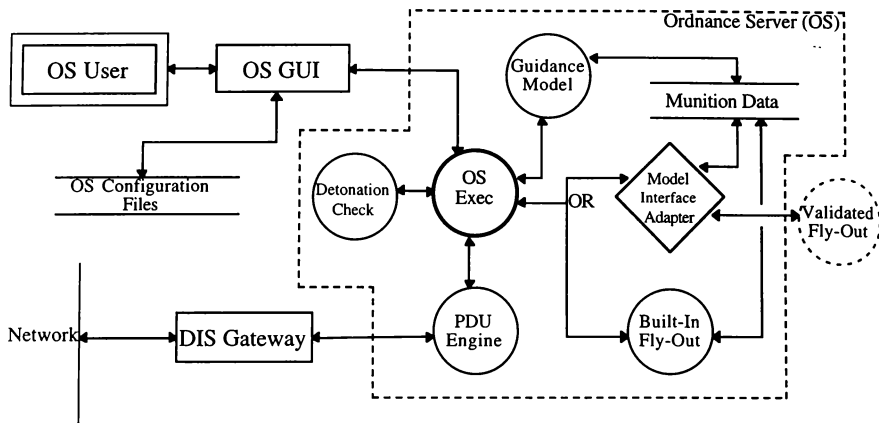 Ordnance Server (OS)
OS User
OS GUI
Guidance
Model
Munition Data
OS Configuration
Files
Detonation
Check
OS
Exec
OR
Model
Interface
Adapter
Validated
Fly-Out
Network
DIS Gateway
PDU
Engine
Built-In
Fly-Out